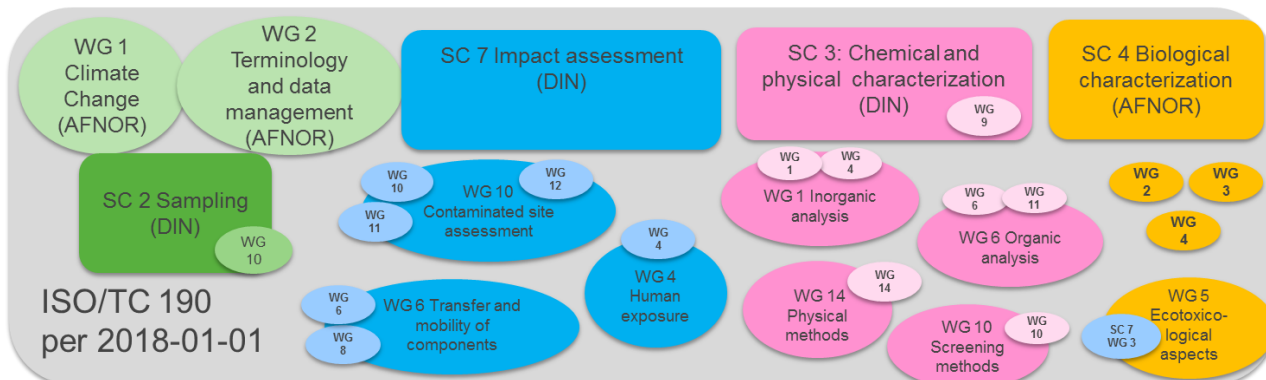 WG 1
Climate
Change
(AFNOR)
WG 2
Terminology
and data
management
(AFNOR)
SC 7 Impact assessment
(DIN)
SC 3: Chemical and
physical characterization
(DIN)
WG
9
SC 4 Biological
characterization
(AFNOR)
SC 2 Sampling
(DIN)
WG
10
WG
10
WG
12
WG
11
WG 10
Contaminated site
assessment
WG
4
WG 4
Human
exposure
WG
6
WG
8
WG 6 Transfer and
mobility of
components
WG
1
WG
4
WG 1 Inorganic
analysis
WG
6
WG
11
WG 6 Organic
analysis
WG
14
WG 14
Physical
methods
WG
10
WG 10
Screening
methods
WG
2
WG
3
WG
4
WG 5
Ecotoxico-
logical
aspects
SC 7
WG 3
ISO/TC 190
per 2018-01-01